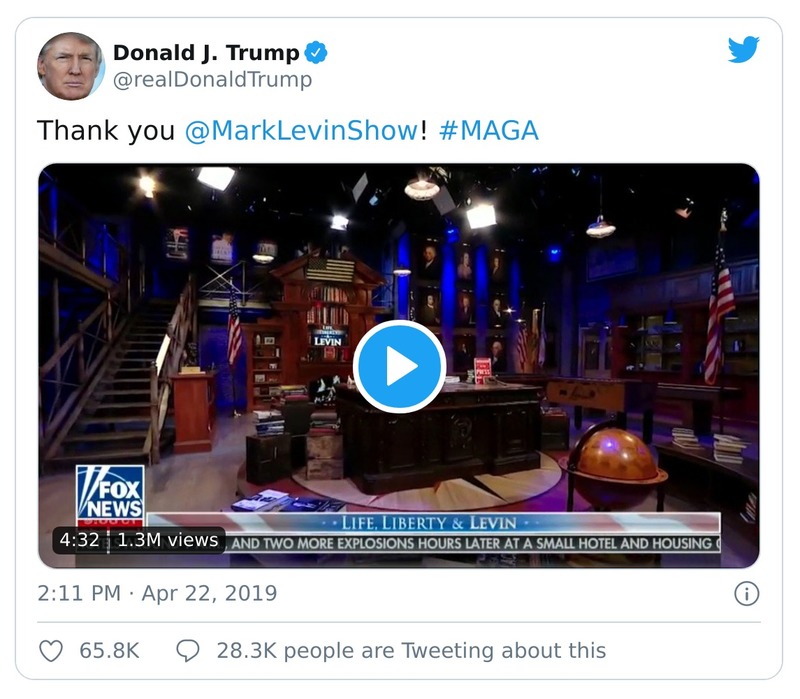 Donald J. Trump
@realDonaldTrump
Thank you @MarkLevinShow! #MAGA
LIFE,
LIBERTY &
LEVIN
FOX
NEWS
LIFE, LIBERTY & LEVIN
4:32 1.3M views
, AND TWO MORE EXPLOSIONS HOURS LATER AT A SMALL HOTEL AND HOUSING
2:11 PM · Apr 22, 2019
65.8K
28.3K people are Tweeting about this